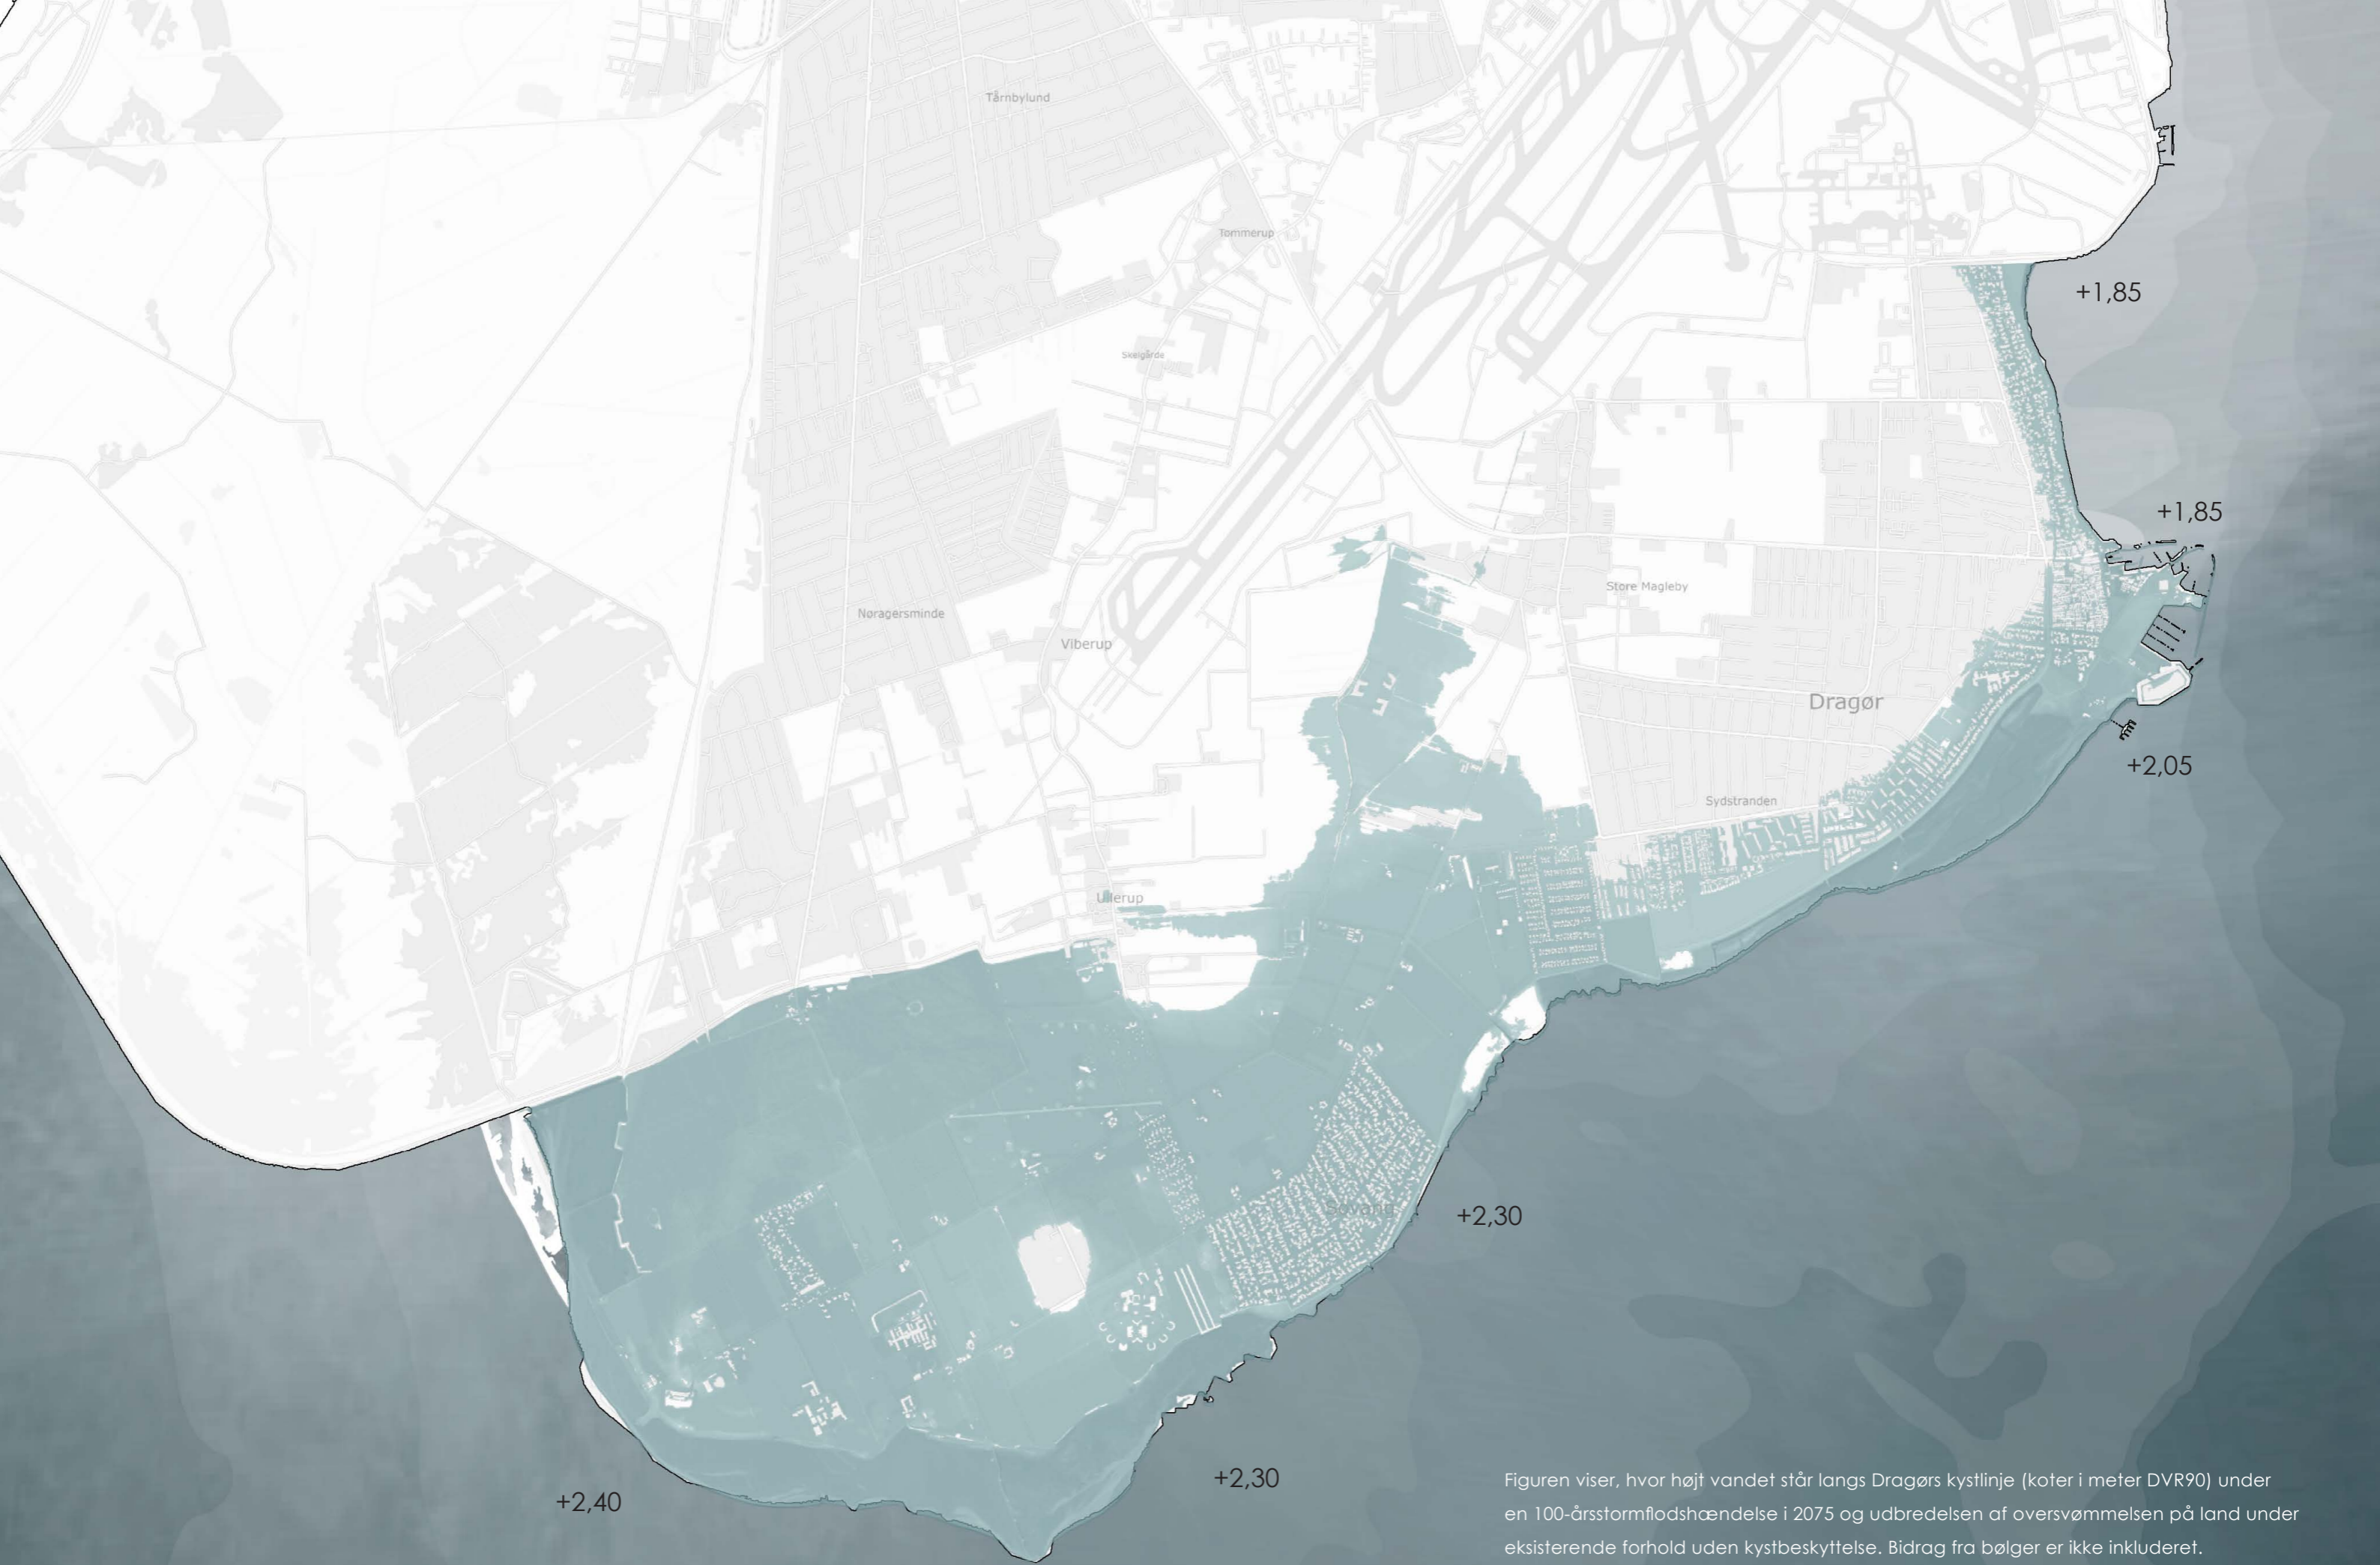 Tårnbylund
Tømmerup
+1,85
Skelgårde
+1,85
Store Magleby
Nøragersminde
Viberup
Dragør
+2,05
Sydstranden
Ullerup
Søvang
+2,30
+2,30
+2,40
Figuren viser, hvor højt vandet står langs Dragørs kystlinje (koter i meter DVR90) under
en 100-årsstormflodshændelse i 2075 og udbredelsen af oversvømmelsen på land under
eksisterende forhold uden kystbeskyttelse. Bidrag fra bølger er ikke inkluderet.